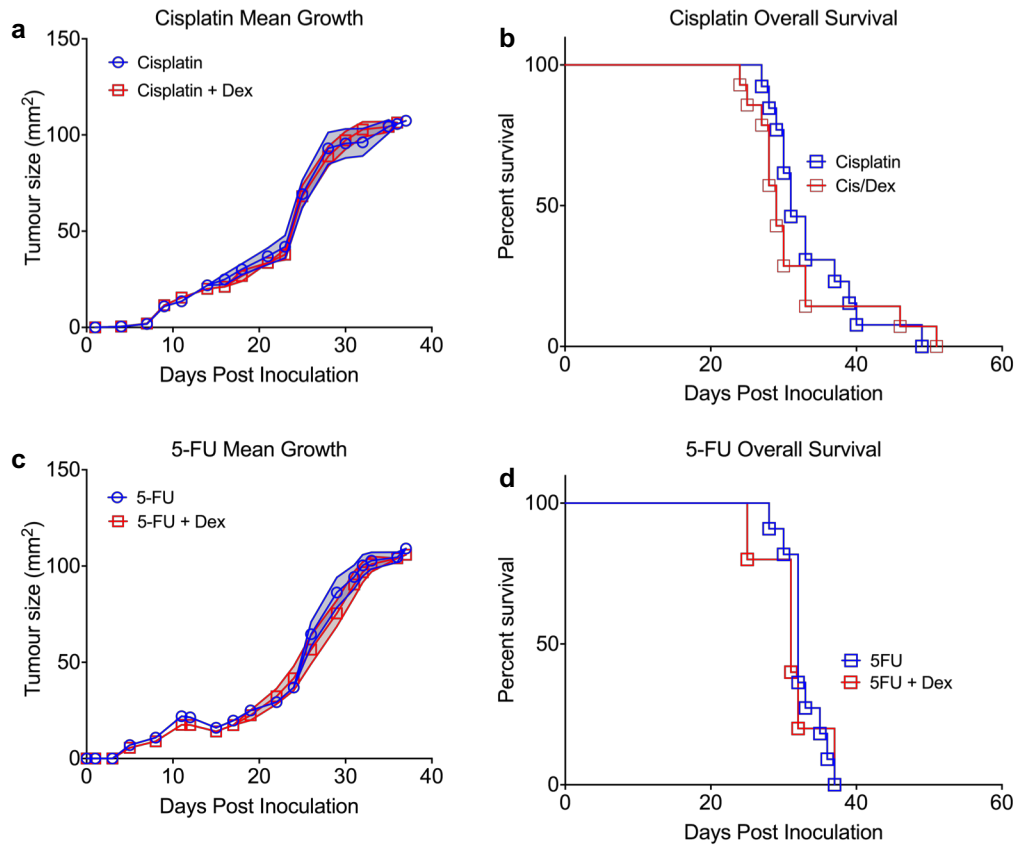 a
Cisplatin Mean Growth
150
100
50
0
Tumour size (mm²)
Cisplatin
Cisplatin + Dex
0 10 20 30 40
Days Post Inoculation
b
Cisplatin Overall Survival
100
50
0
Percent survival
Cisplatin
Cis/Dex
0 20 40 60
Days Post Inoculation
c
5-FU Mean Growth
150
100
50
0
Tumour size (mm²)
5-FU
5-FU + Dex
0 10 20 30 40
Days Post Inoculation
d
5-FU Overall Survival
100
50
0
Percent survival
5FU
5FU + Dex
0 20 40 60
Days Post Inoculation